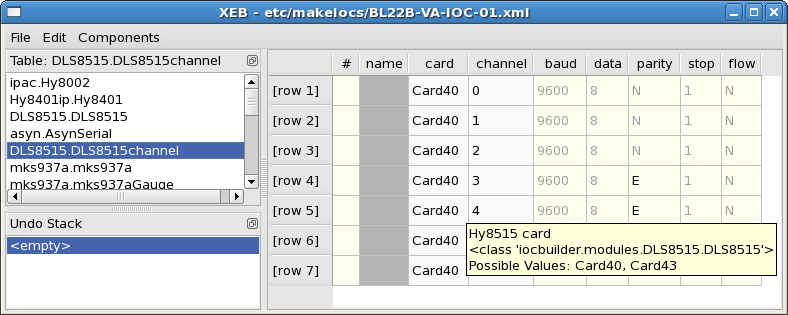 XEB - etc/makeIocs/BL22B-VA-IOC-01.xml
File Edit Components
Table: DLS8515.DLS8515channel
ipac.Hy8002
Hy8401ip.Hy8401
DLS8515.DLS8515
asyn.AsynSerial
DLS8515.DLS8515channel
mks937a.mks937a
mks937a.mks937aGauge
Undo Stack
<empty>
# name card channel baud data parity stop flow
[row 1] Card40 0 9600 8 N 1 N
[row 2] Card40 1 9600 8 N 1 N
[row 3] Card40 2 9600 8 N 1 N
[row 4] Card40 3 9600 8 E 1 N
[row 5] Card40 4 9600 8 E 1 N
[row 6] Card40
[row 7] Card40
Hy8515 card
<class 'iocbuilder.modules.DLS8515.DLS8515'>
Possible Values: Card40, Card43